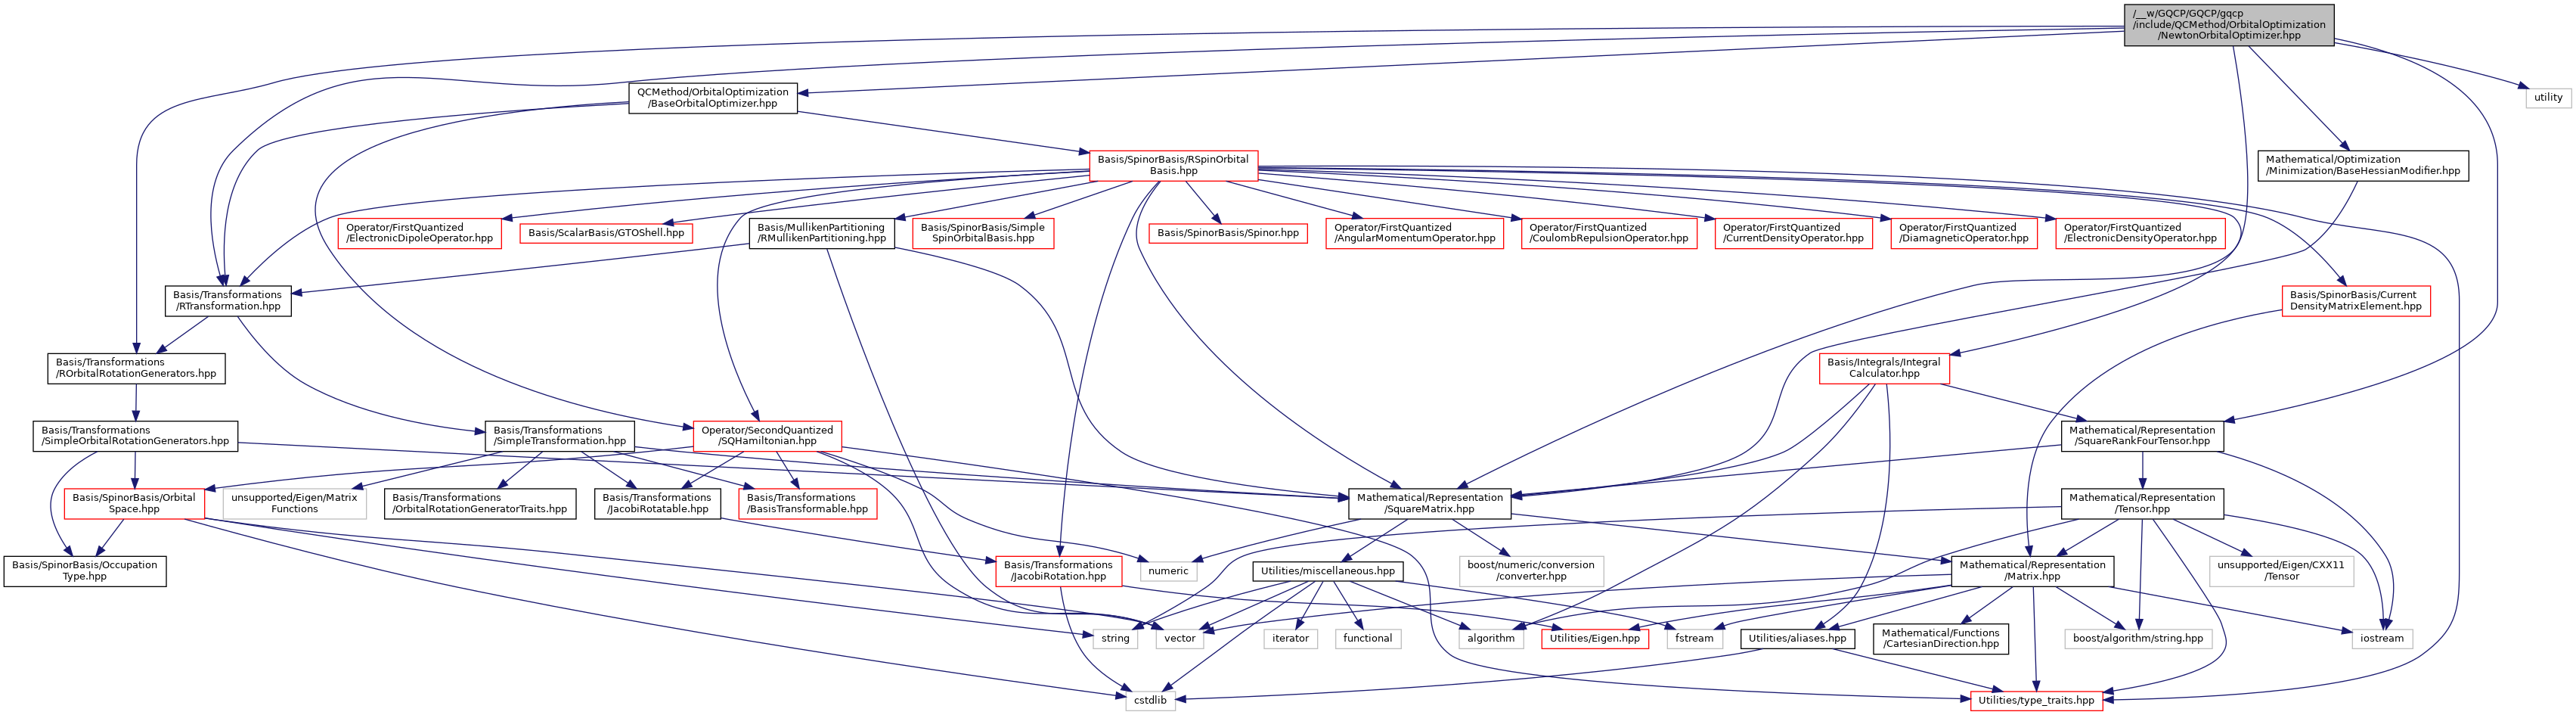 /__w/GQCP/GQCP/gqcp
/include/QCMethod/OrbitalOptimization
/NewtonOrbitalOptimizer.hpp
QCMethod/OrbitalOptimization
/BaseOrbitalOptimizer.hpp
utility
Basis/SpinorBasis/RSpinOrbital
Basis.hpp
Mathematical/Optimization
/Minimization/BaseHessianModifier.hpp
Operator/FirstQuantized
/ElectronicDipoleOperator.hpp
Basis/ScalarBasis/GTOShell.hpp
Basis/MullikenPartitioning
/RMullikenPartitioning.hpp
Basis/SpinorBasis/Simple
SpinOrbitalBasis.hpp
Basis/SpinorBasis/Spinor.hpp
Operator/FirstQuantized
/AngularMomentumOperator.hpp
Operator/FirstQuantized
/CoulombRepulsionOperator.hpp
Operator/FirstQuantized
/CurrentDensityOperator.hpp
Operator/FirstQuantized
/DiamagneticOperator.hpp
Operator/FirstQuantized
/ElectronicDensityOperator.hpp
Basis/Transformations
/RTransformation.hpp
Basis/SpinorBasis/Current
DensityMatrixElement.hpp
Basis/Transformations
/ROrbitalRotationGenerators.hpp
Basis/Integrals/Integral
Calculator.hpp
Basis/Transformations
/SimpleOrbitalRotationGenerators.hpp
Basis/Transformations
/SimpleTransformation.hpp
Operator/SecondQuantized
/SQHamiltonian.hpp
Mathematical/Representation
/SquareRankFourTensor.hpp
Basis/SpinorBasis/Orbital
Space.hpp
unsupported/Eigen/Matrix
Functions
Basis/Transformations
/OrbitalRotationGeneratorTraits.hpp
Basis/Transformations
/JacobiRotatable.hpp
Basis/Transformations
/BasisTransformable.hpp
Mathematical/Representation
/SquareMatrix.hpp
Mathematical/Representation
/Tensor.hpp
Basis/SpinorBasis/Occupation
Type.hpp
Basis/Transformations
/JacobiRotation.hpp
numeric
Utilities/miscellaneous.hpp
boost/numeric/conversion
/converter.hpp
Mathematical/Representation
/Matrix.hpp
unsupported/Eigen/CXX11
/Tensor
string
vector
iterator
functional
algorithm
Utilities/Eigen.hpp
fstream
Utilities/aliases.hpp
Mathematical/Functions
/CartesianDirection.hpp
boost/algorithm/string.hpp
iostream
cstdlib
Utilities/type_traits.hpp